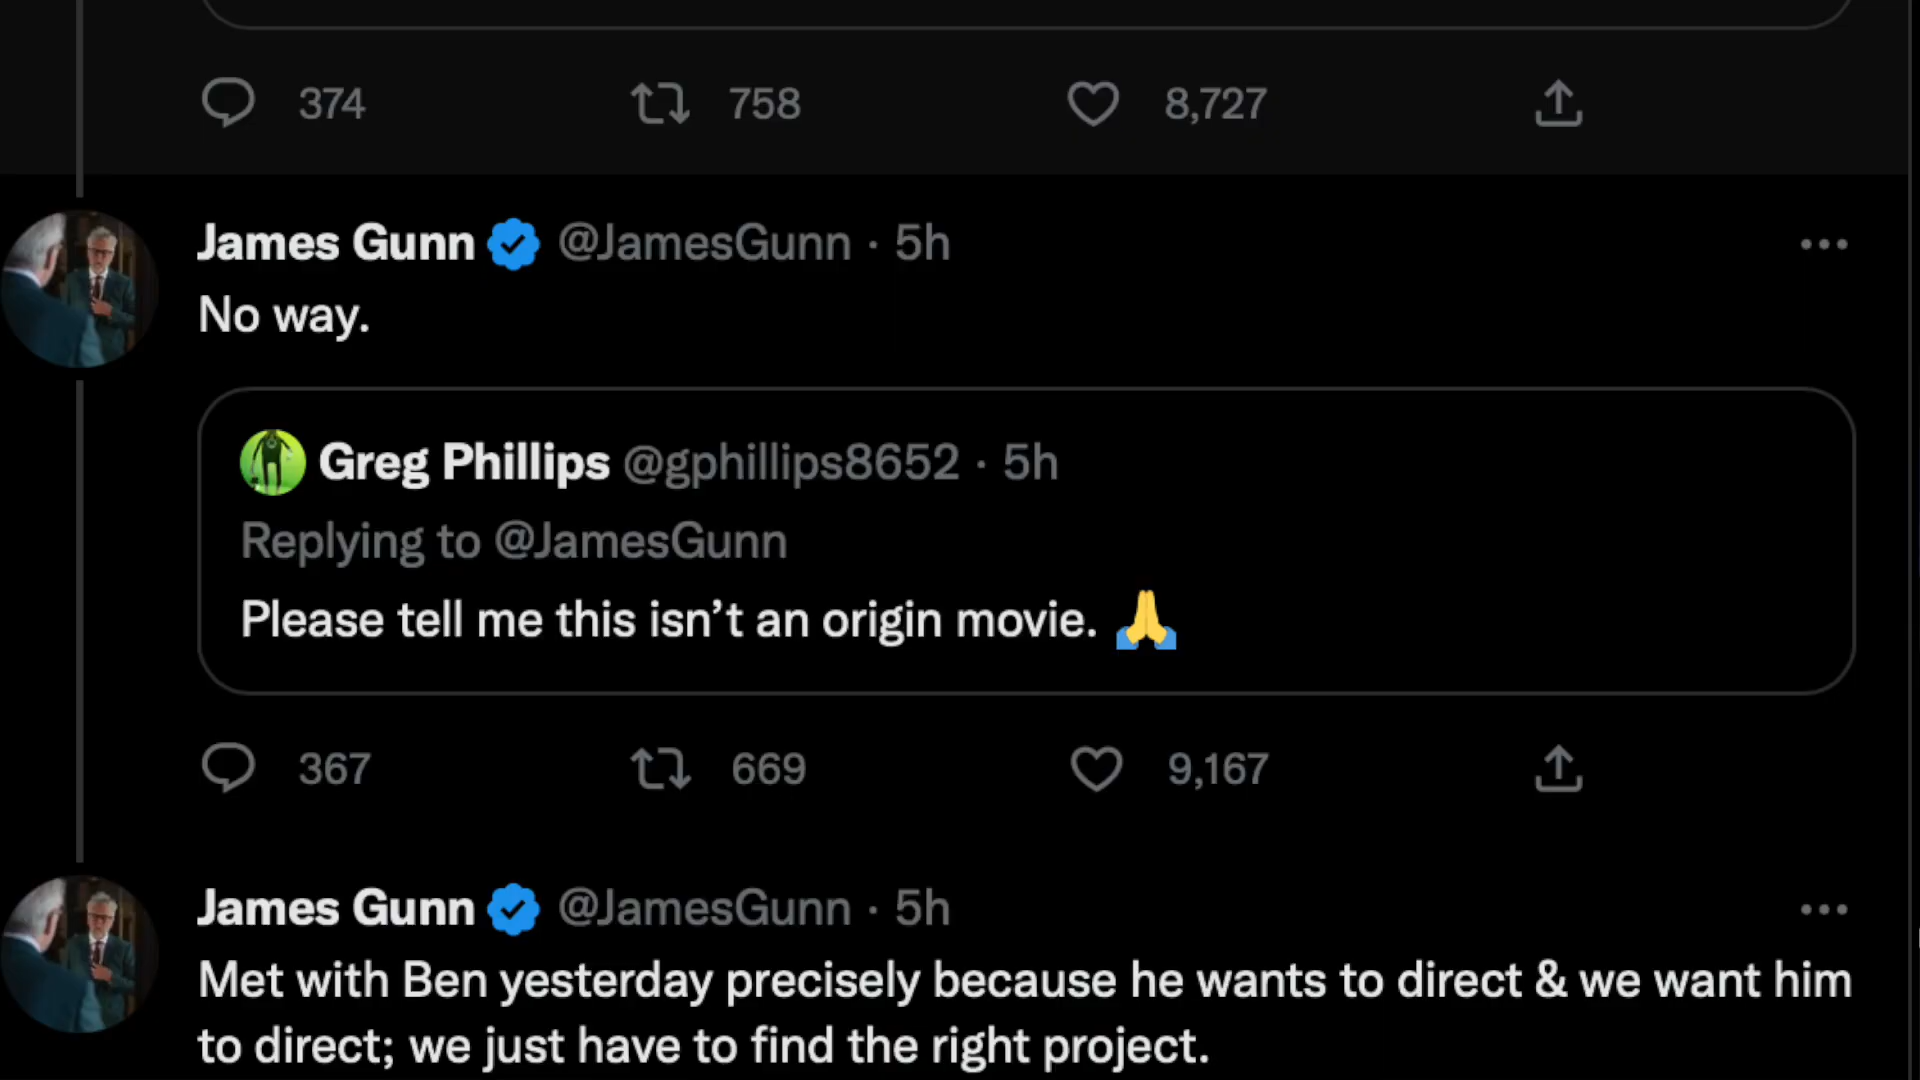 374 758 8,727
James Gunn @JamesGunn · 5h
No way.
Greg Phillips @gphillips8652 · 5h
Replying to @JamesGunn
Please tell me this isn’t an origin movie. 🙏
367 669 9,167
James Gunn @JamesGunn · 5h
Met with Ben yesterday precisely because he wants to direct & we want him
to direct; we just have to find the right project.